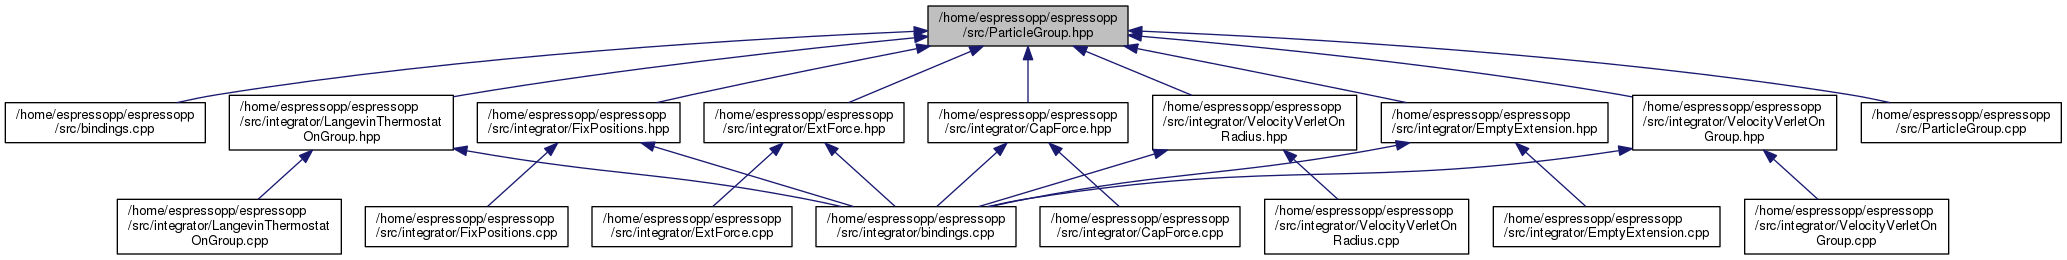 /home/espressopp/espressopp
/src/ParticleGroup.hpp
/home/espressopp/espressopp
/src/bindings.cpp
/home/espressopp/espressopp
/src/integrator/LangevinThermostat
OnGroup.hpp
/home/espressopp/espressopp
/src/integrator/FixPositions.hpp
/home/espressopp/espressopp
/src/integrator/ExtForce.hpp
/home/espressopp/espressopp
/src/integrator/CapForce.hpp
/home/espressopp/espressopp
/src/integrator/VelocityVerletOn
Radius.hpp
/home/espressopp/espressopp
/src/integrator/EmptyExtension.hpp
/home/espressopp/espressopp
/src/integrator/VelocityVerletOn
Group.hpp
/home/espressopp/espressopp
/src/ParticleGroup.cpp
/home/espressopp/espressopp
/src/integrator/LangevinThermostat
OnGroup.cpp
/home/espressopp/espressopp
/src/integrator/FixPositions.cpp
/home/espressopp/espressopp
/src/integrator/ExtForce.cpp
/home/espressopp/espressopp
/src/integrator/bindings.cpp
/home/espressopp/espressopp
/src/integrator/CapForce.cpp
/home/espressopp/espressopp
/src/integrator/VelocityVerletOn
Radius.cpp
/home/espressopp/espressopp
/src/integrator/EmptyExtension.cpp
/home/espressopp/espressopp
/src/integrator/VelocityVerletOn
Group.cpp